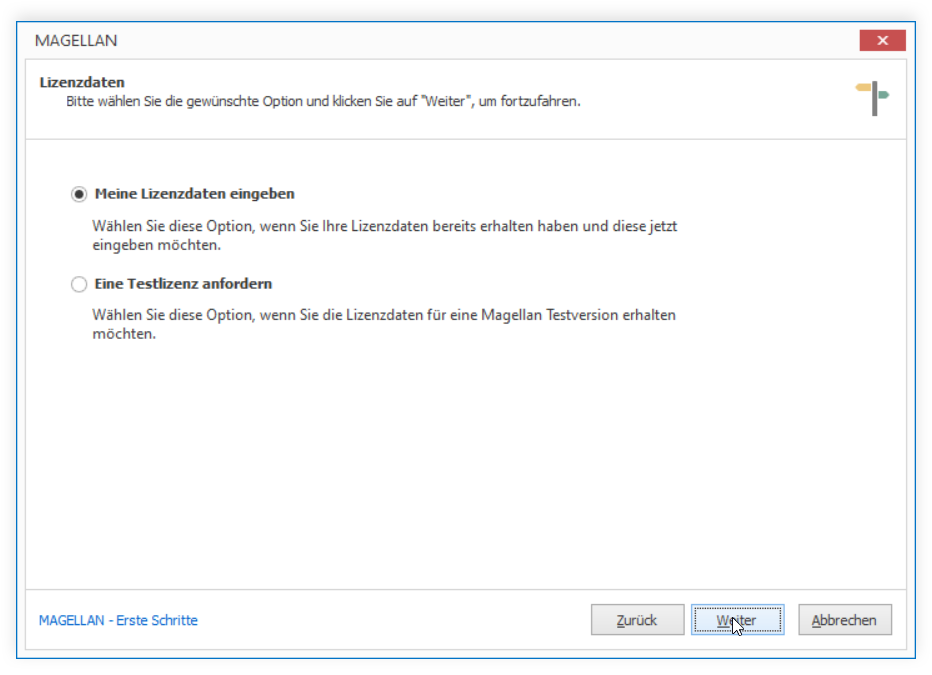 MAGELLAN
Lizenzdaten
Bitte wählen Sie die gewünschte Option und klicken Sie auf "Weiter", um fortzufahren.
Meine Lizenzdaten eingeben
Wählen Sie diese Option, wenn Sie Ihre Lizenzdaten bereits erhalten haben und diese jetzt
eingeben möchten.
Eine Testlizenz anfordern
Wählen Sie diese Option, wenn Sie die Lizenzdaten für eine Magellan Testversion erhalten
möchten.
MAGELLAN - Erste Schritte
Zurück
Weiter
Abbrechen